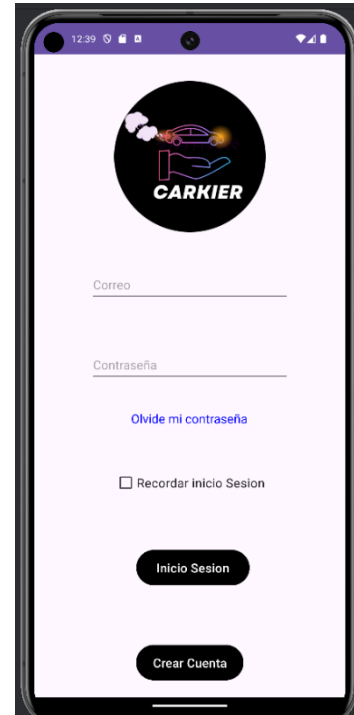 12:39
CARKIER
Correo
Contraseña
Olvide mi contraseña
Recordar inicio Sesion
Inicio Sesion
Crear Cuenta